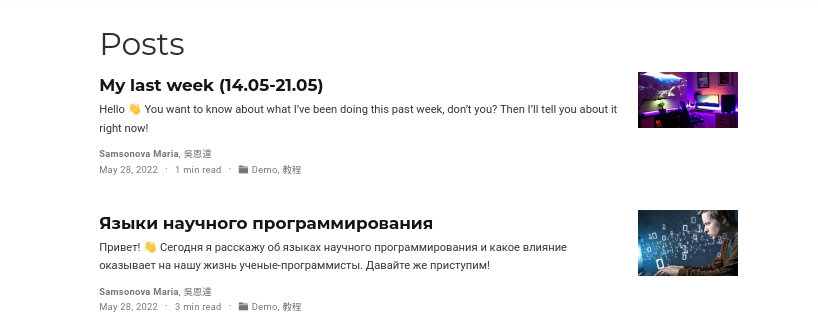 Posts
My last week (14.05-21.05)
Hello 👋 You want to know about what I've been doing this past week, don't you? Then I'll tell you about it
right now!
Samsonova Maria, 吳恩達
May 28, 2022 · 1 min read · Demo, 教程
Языки научного программирования
Привет! 👋 Сегодня я расскажу об языках научного программирования и какое влияние
оказывает на нашу жизнь ученые-программисты. Давайте же приступим!
Samsonova Maria, 吳恩達
May 28, 2022 · 3 min read · Demo, 教程